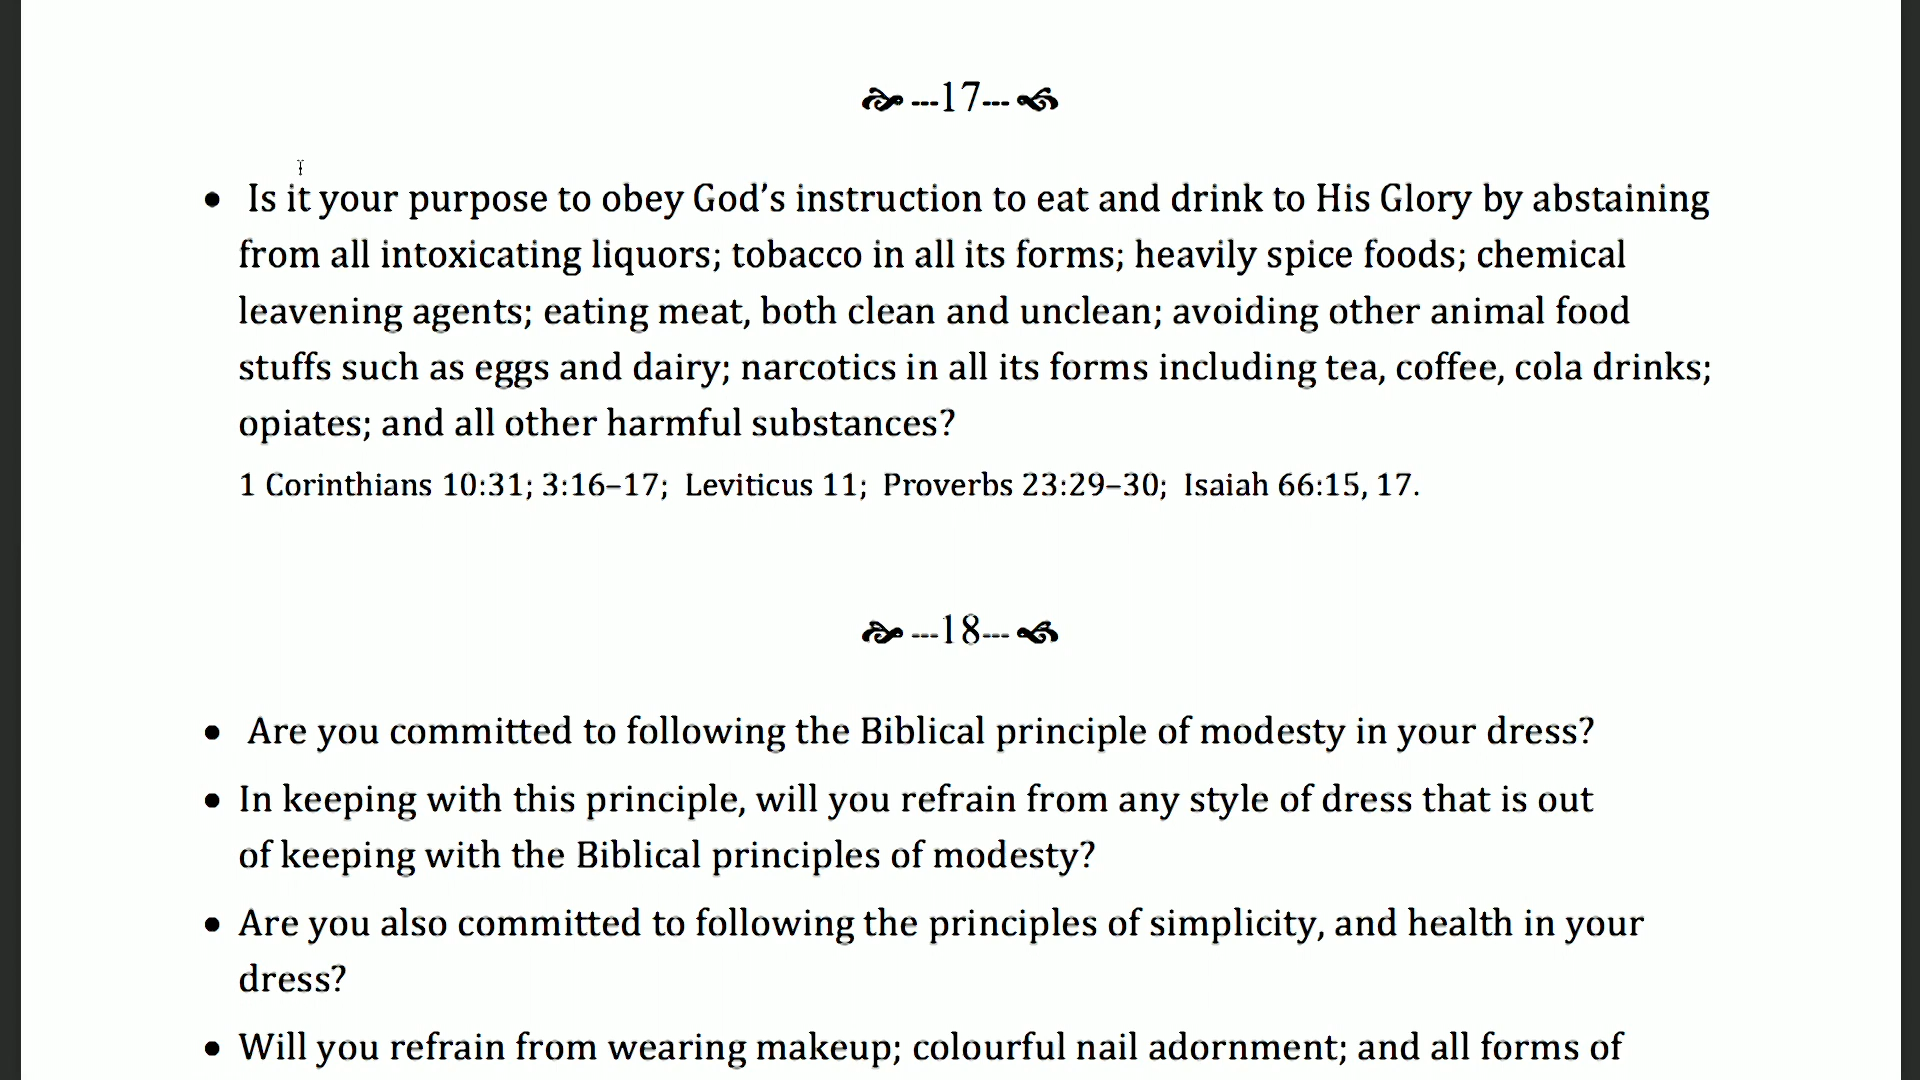 ---17---
• Is it your purpose to obey God’s instruction to eat and drink to His Glory by abstaining
from all intoxicating liquors; tobacco in all its forms; heavily spice foods; chemical
leavening agents; eating meat, both clean and unclean; avoiding other animal food
stuffs such as eggs and dairy; narcotics in all its forms including tea, coffee, cola drinks;
opiates; and all other harmful substances?
1 Corinthians 10:31; 3:16–17; Leviticus 11; Proverbs 23:29–30; Isaiah 66:15, 17.
---18---
• Are you committed to following the Biblical principle of modesty in your dress?
• In keeping with this principle, will you refrain from any style of dress that is out
of keeping with the Biblical principles of modesty?
• Are you also committed to following the principles of simplicity, and health in your
dress?
• Will you refrain from wearing makeup; colourful nail adornment; and all forms of